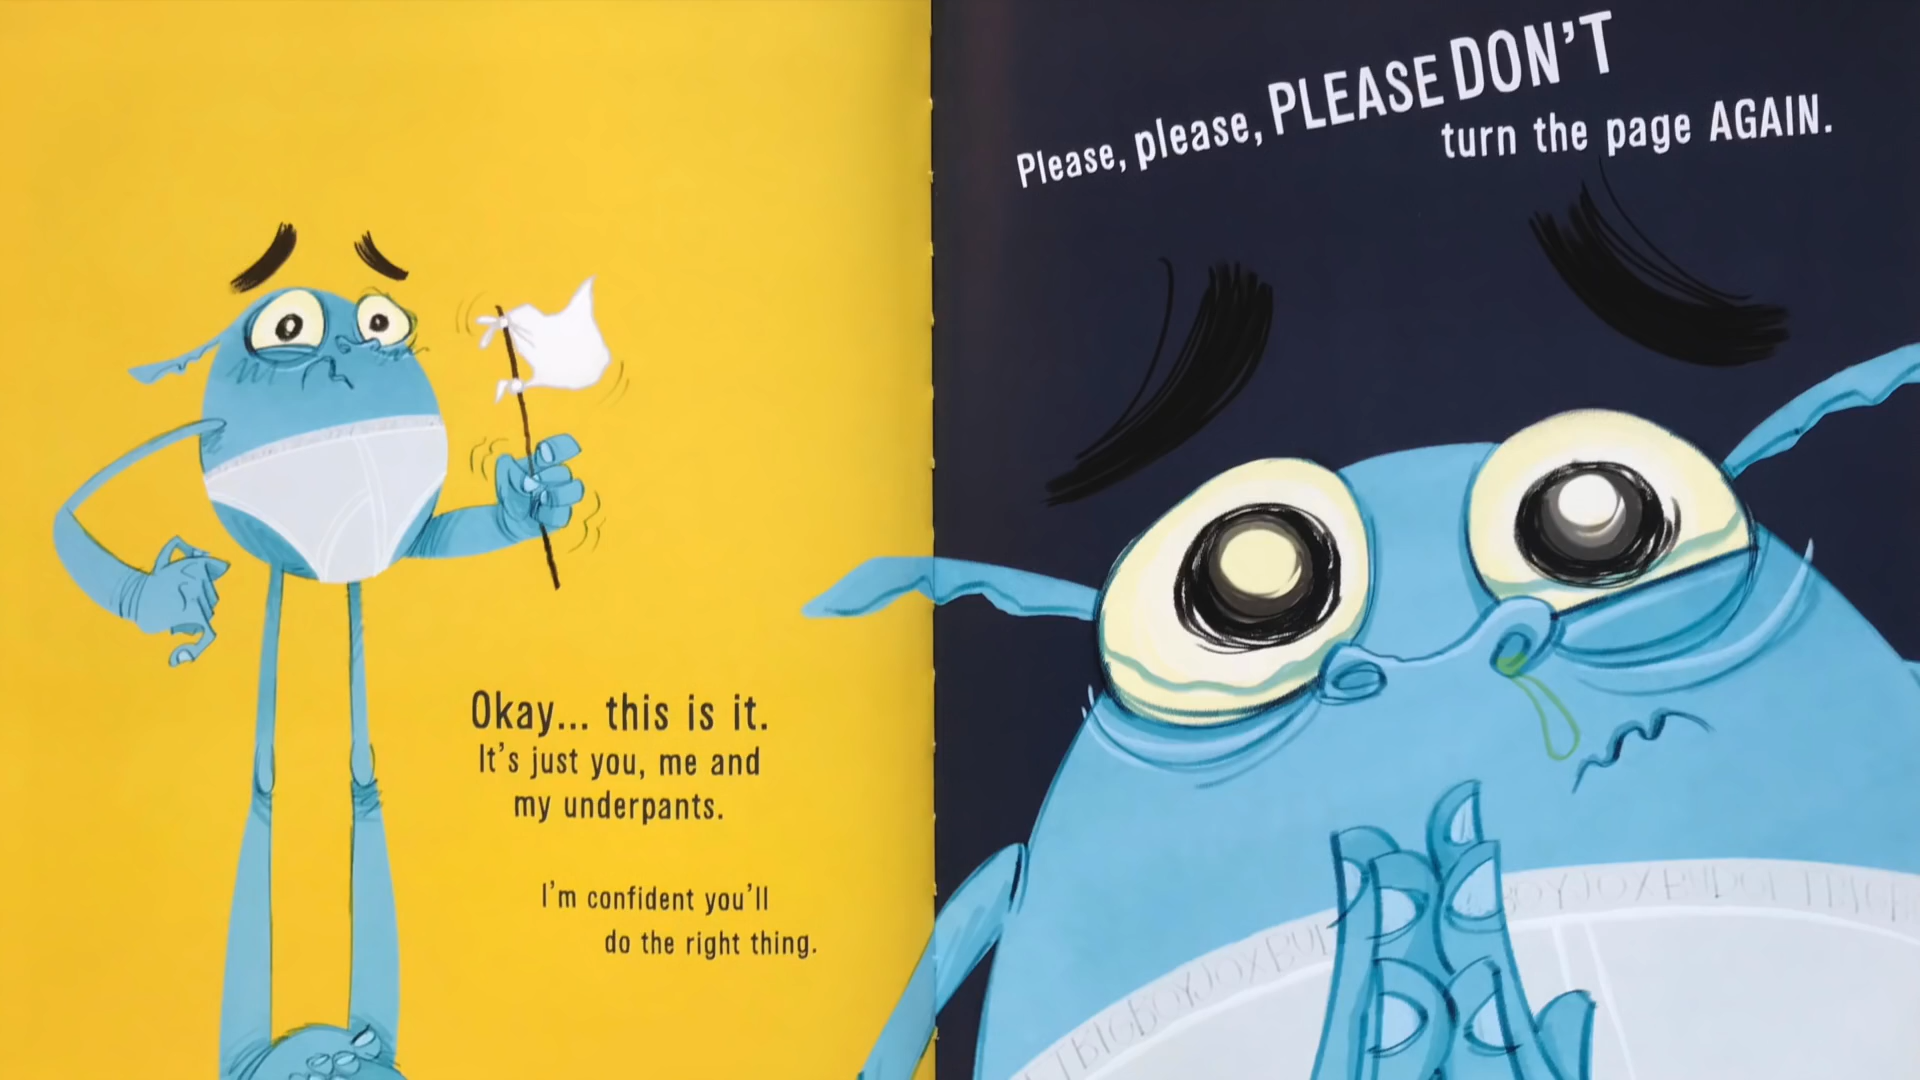 Okay... this is it.
It's just you, me and
my underpants.
I'm confident you'll
do the right thing.
Please, please, PLEASE DON'T
turn the page AGAIN.